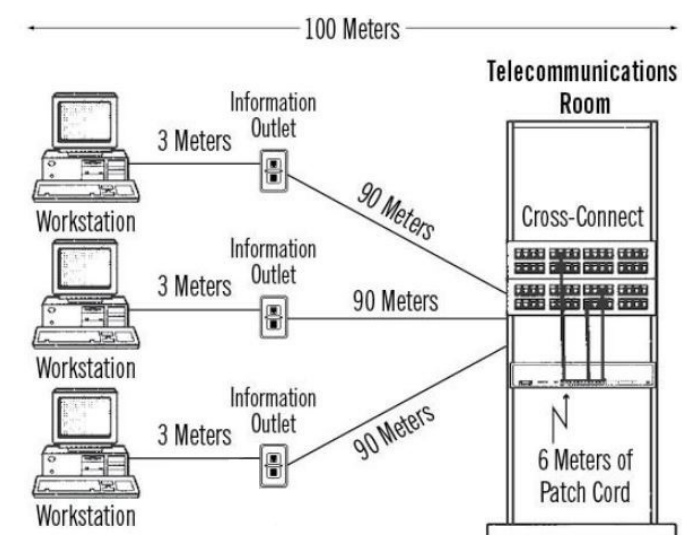 100 Meters
Telecommunications
Room
Information
Outlet
3 Meters
90 Meters
Workstation
Cross-Connect
Information
Outlet
3 Meters
90 Meters
Workstation
Information
Outlet
3 Meters
90 Meters
Workstation
6 Meters of
Patch Cord